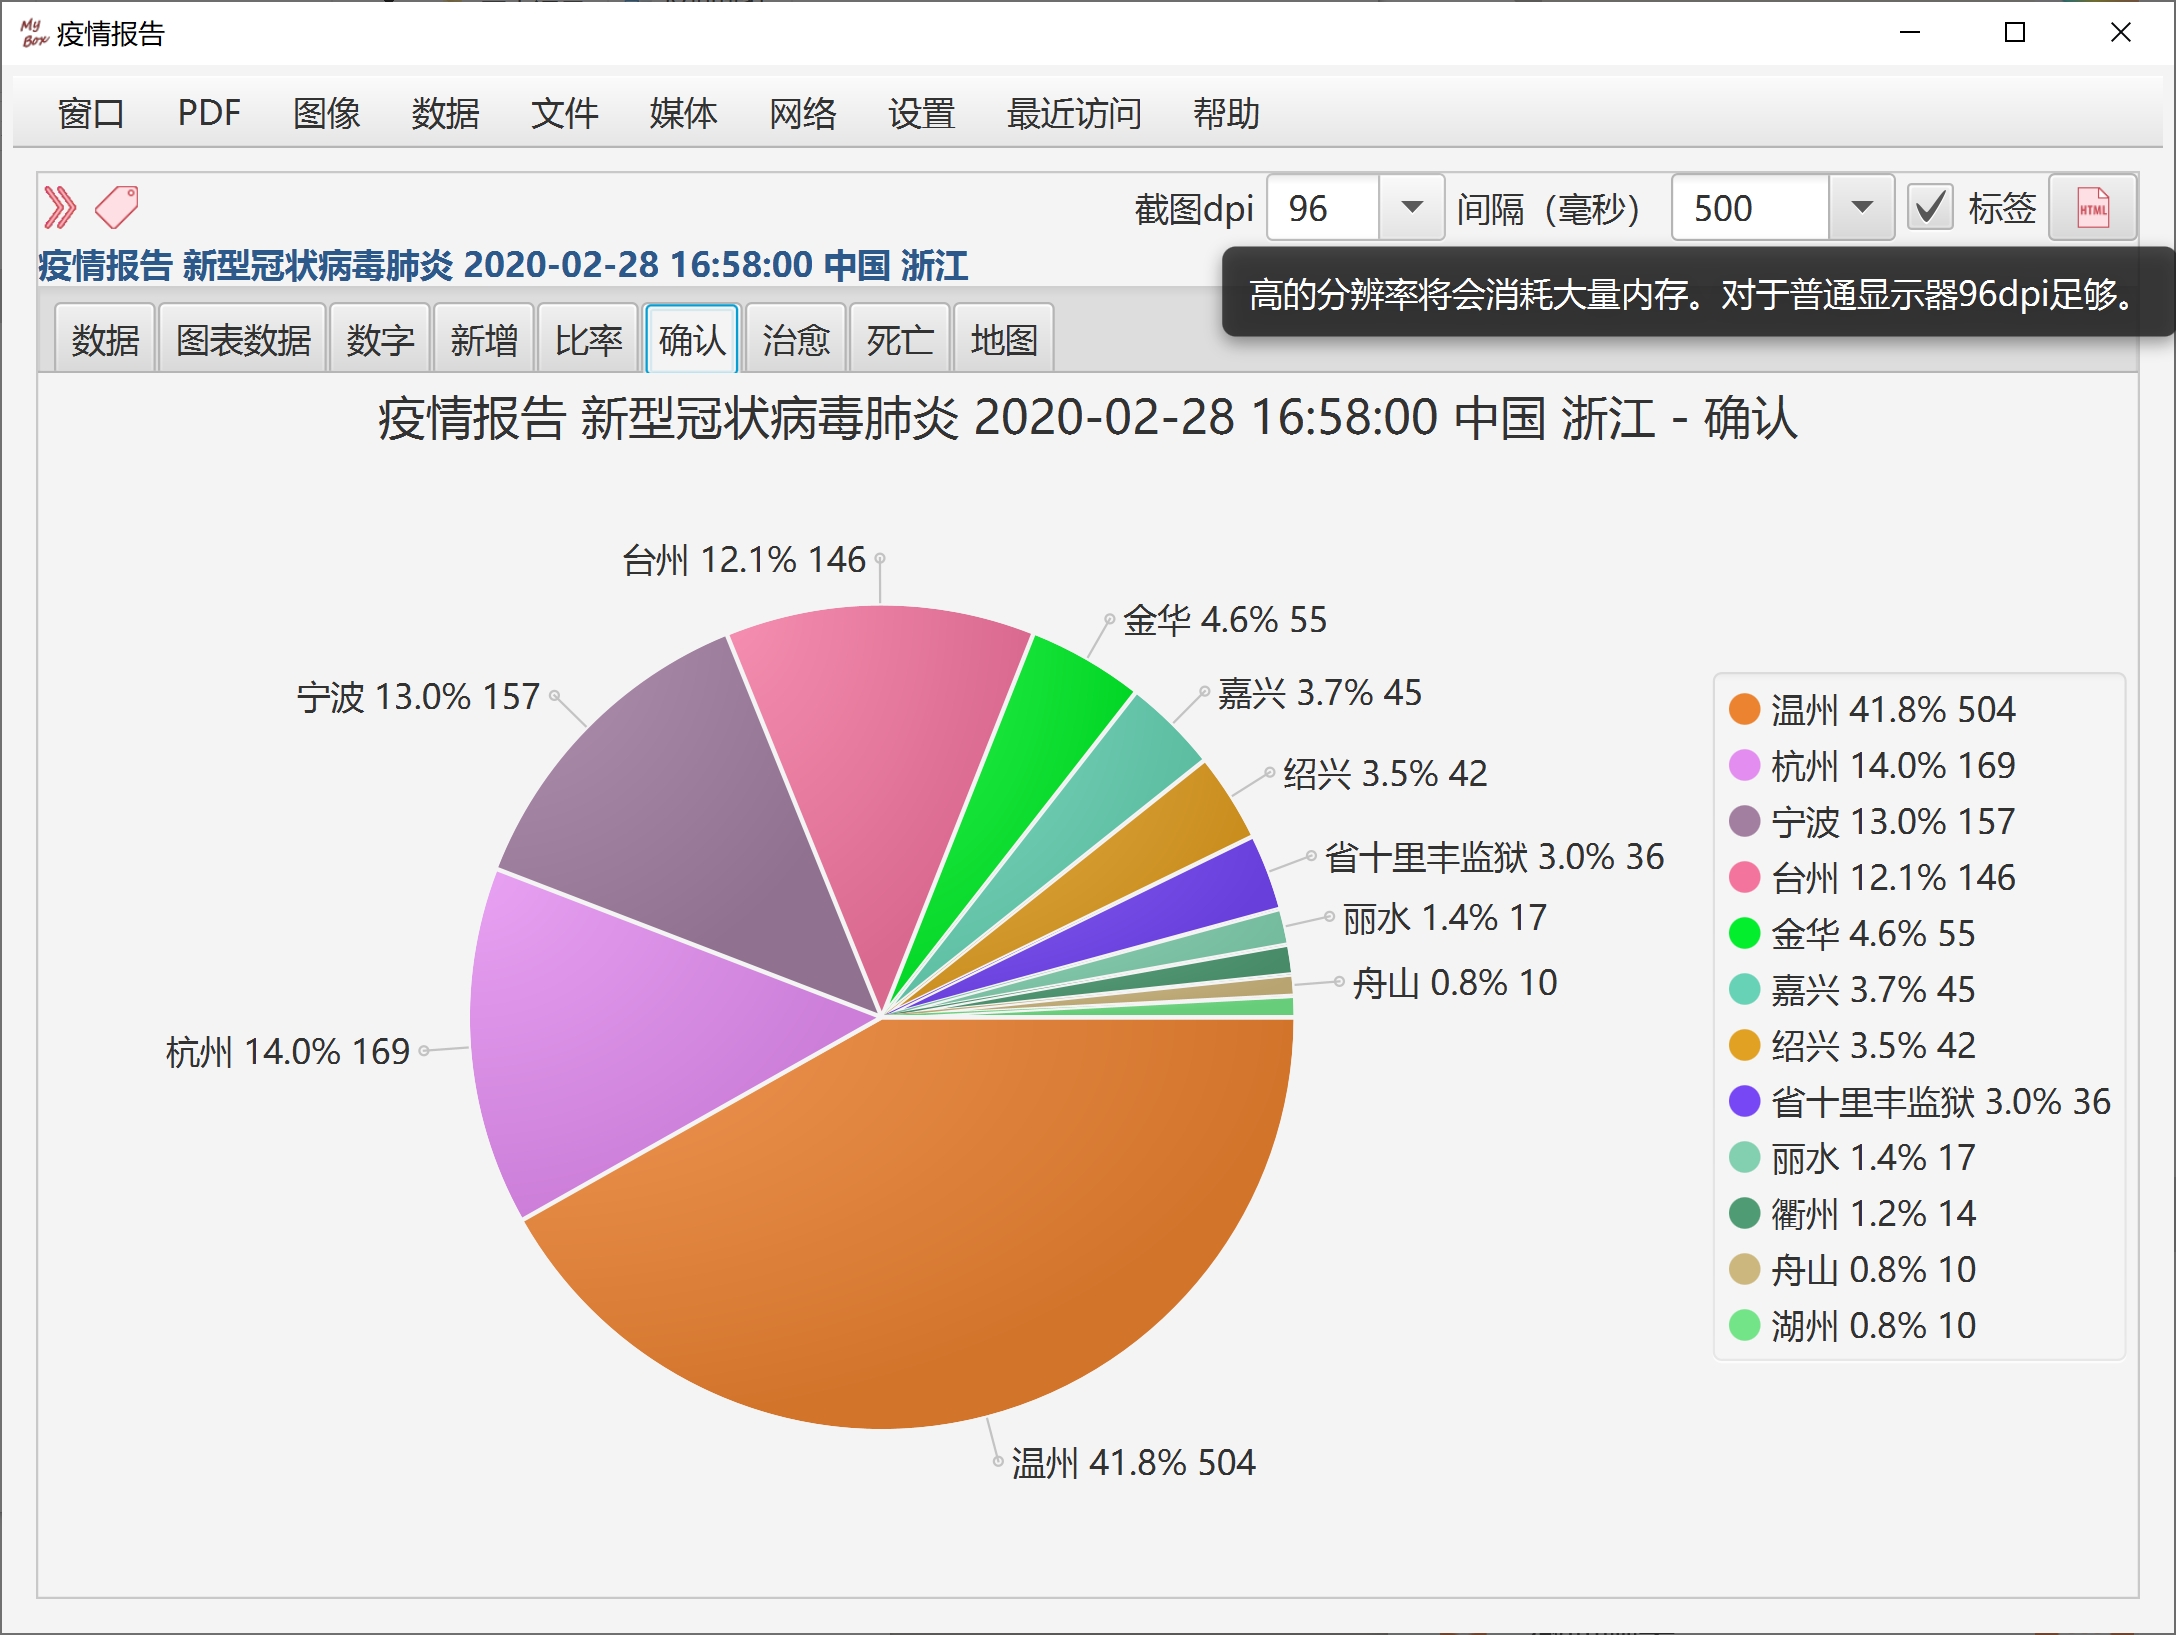 My Box 疫情报告
窗口 PDF 图像 数据 文件 媒体 网络 设置 最近访问 帮助
截图dpi 96 间隔（毫秒） 500 标签 HTML
疫情报告 新型冠状病毒肺炎 2020-02-28 16:58:00 中国 浙江
高的分辨率将会消耗大量内存。对于普通显示器96dpi足够。
数据 图表数据 数字 新增 比率 确认 治愈 死亡 地图
疫情报告 新型冠状病毒肺炎 2020-02-28 16:58:00 中国 浙江 - 确认
台州 12.1% 146
金华 4.6% 55
宁波 13.0% 157
嘉兴 3.7% 45
绍兴 3.5% 42
省十里丰监狱 3.0% 36
丽水 1.4% 17
舟山 0.8% 10
杭州 14.0% 169
温州 41.8% 504
温州 41.8% 504
杭州 14.0% 169
宁波 13.0% 157
台州 12.1% 146
金华 4.6% 55
嘉兴 3.7% 45
绍兴 3.5% 42
省十里丰监狱 3.0% 36
丽水 1.4% 17
衢州 1.2% 14
舟山 0.8% 10
湖州 0.8% 10